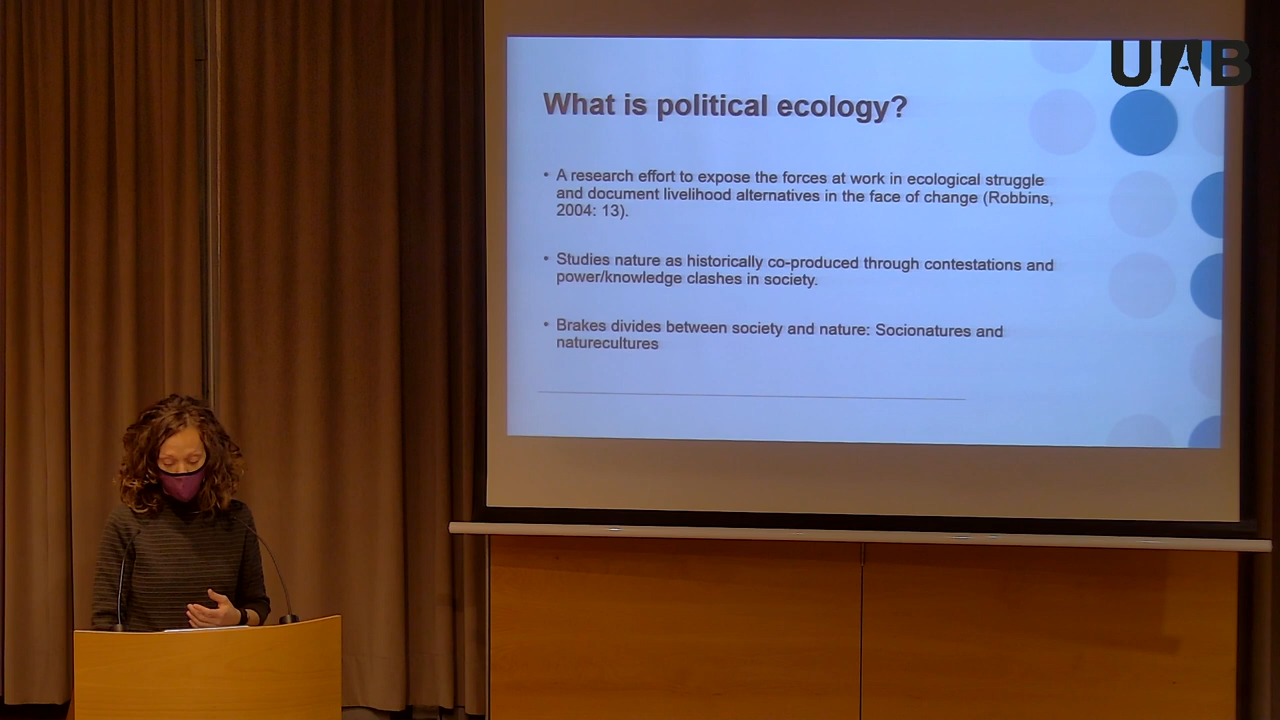 UAB
What is political ecology?
• A research effort to expose the forces at work in ecological struggle
and document livelihood alternatives in the face of change (Robbins,
2004: 13).
• Studies nature as historically co-produced through contestations and
power/knowledge clashes in society.
• Brakes divides between society and nature: Socionatures and
naturecultures